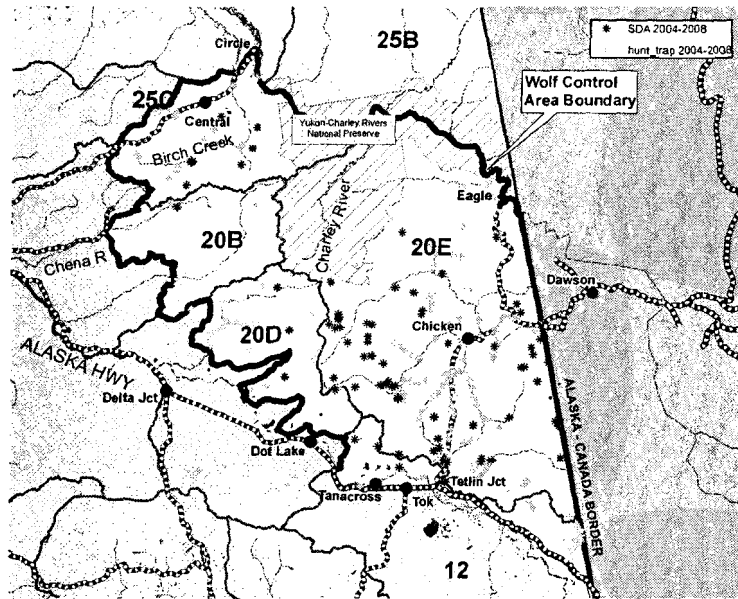 SDA 2004-2008
hunt_trap 2004-2008
Circle
25B
Wolf Control
Area Boundary
25C
Central
Yukon-Charley Rivers
National Preserve
Birch Creek
Eagle
Charley River
20B
20E
Chena R
Dawson
20D
Chicken
ALASKA HWY
Delta Jct
ALASKA - CANADA BORDER
Dot Lake
Tetlin Jct
Tanacross
Tok
12